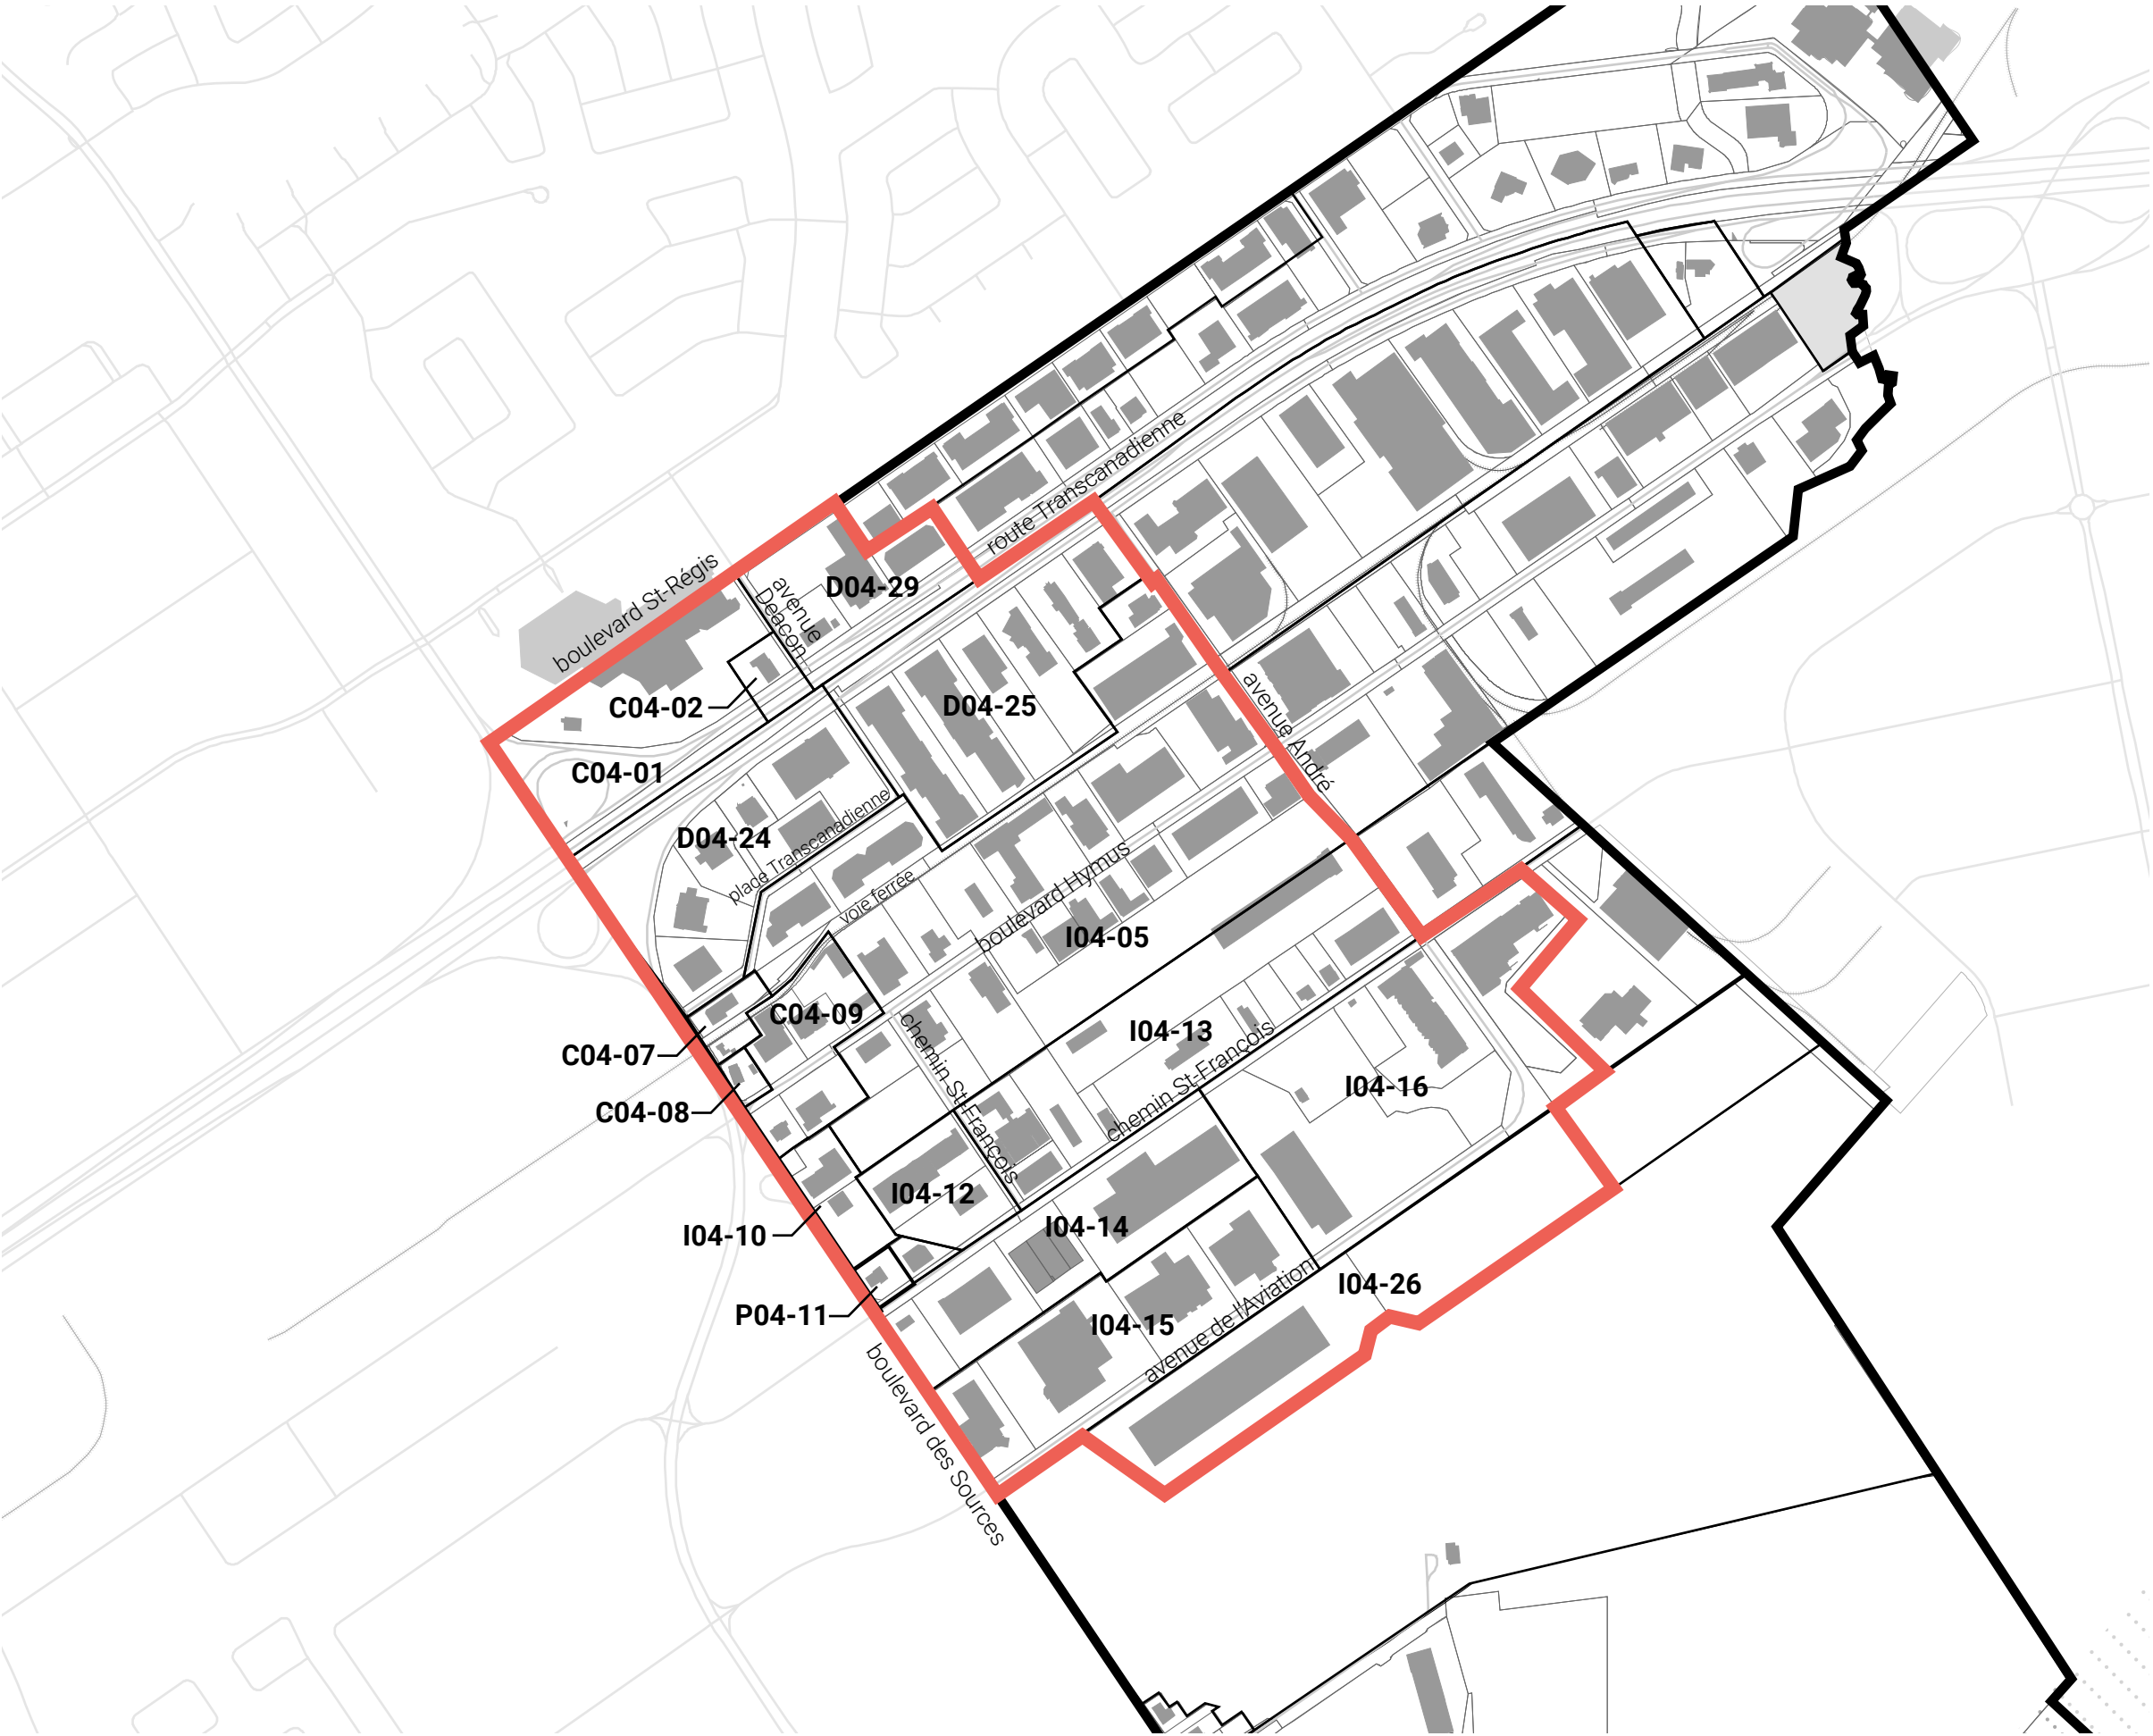 route Transcanadienne
boulevard St-Régis
avenue
Deacon
D04-29
C04-02
D04-25
avenue André
C04-01
D04-24
place Transcanadienne
voie ferrée
boulevard Hymus
I04-05
C04-09
C04-07
chemin St-François
I04-13
chemin St-François
C04-08
I04-16
I04-12
I04-10
I04-14
P04-11
I04-15
avenue de l'Aviation
I04-26
boulevard des Sources